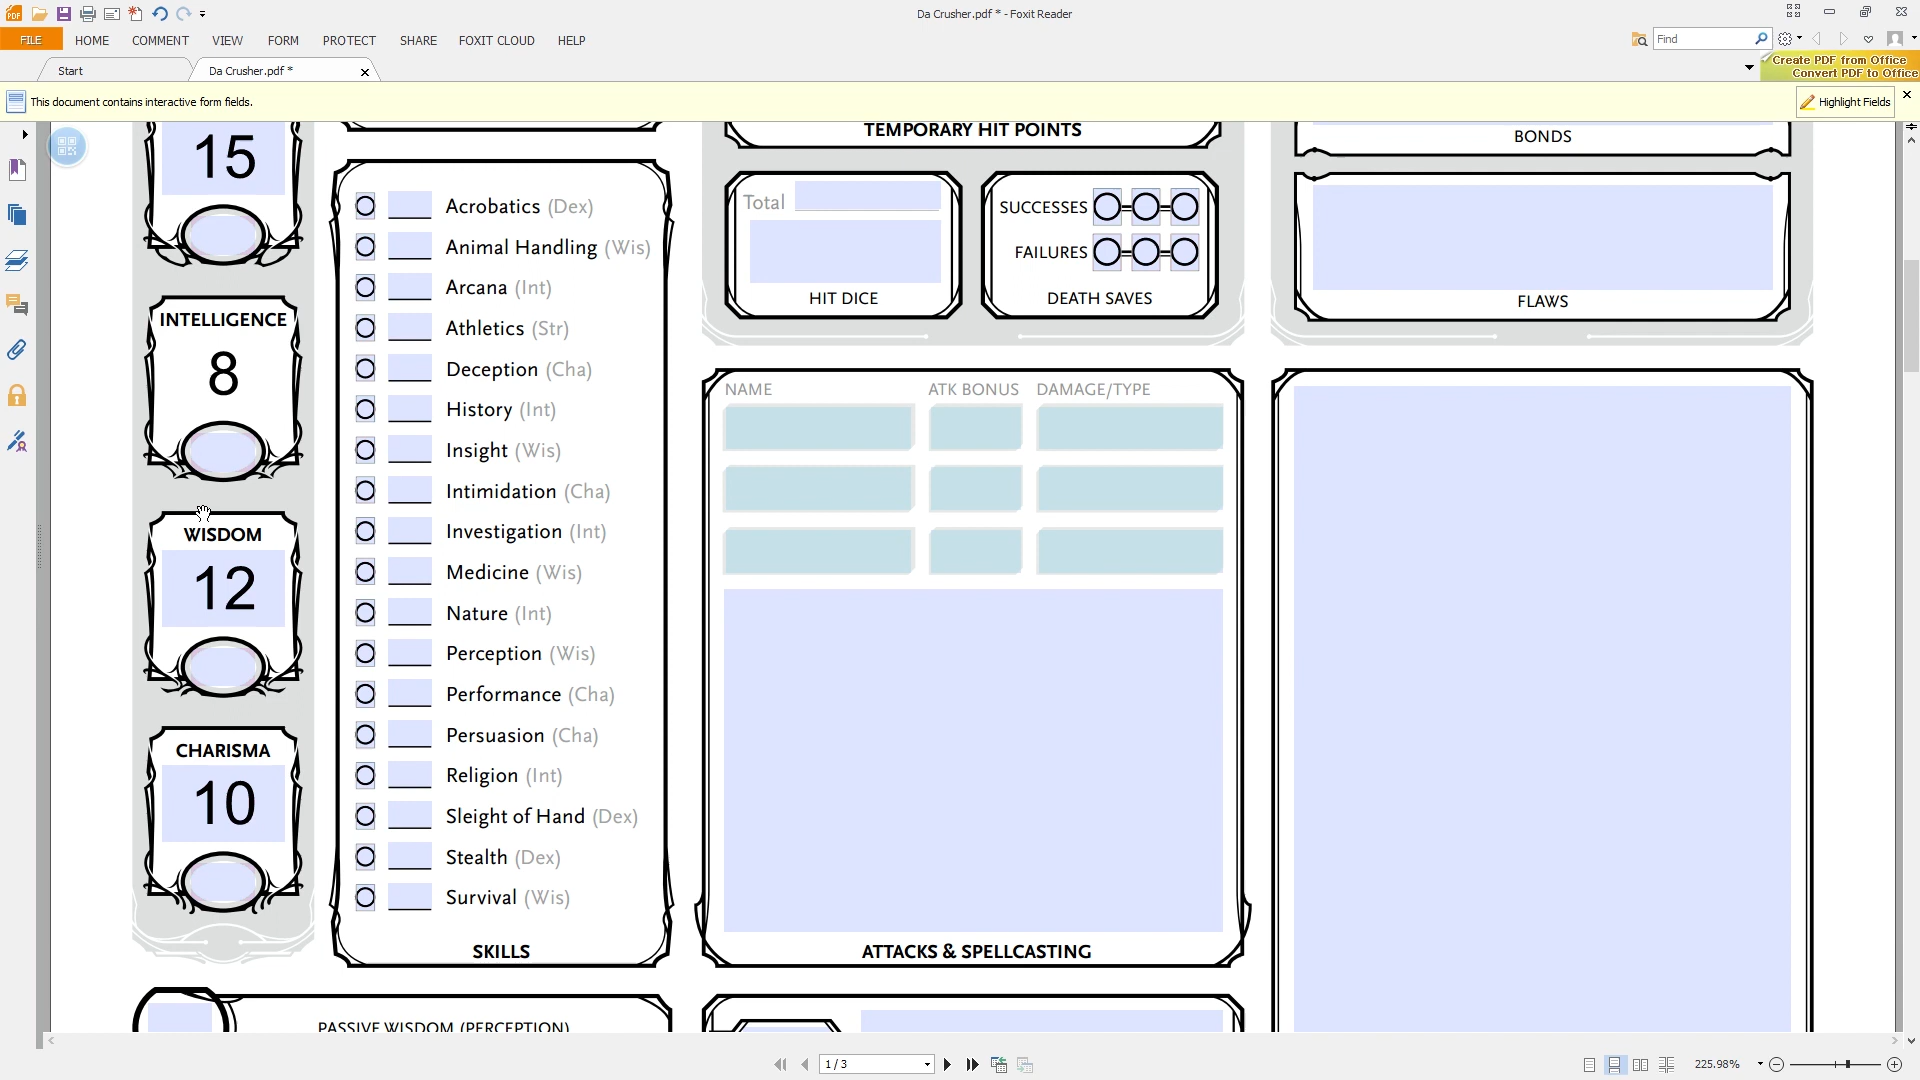 Da Crusher.pdf * - Foxit Reader
FILE HOME COMMENT VIEW FORM PROTECT SHARE FOXIT CLOUD HELP
Find
Start
Da Crusher.pdf *
Create PDF from Office
Convert PDF to Office
This document contains interactive form fields.
Highlight Fields
15
INTELLIGENCE
8
WISDOM
12
CHARISMA
10
Acrobatics (Dex)
Animal Handling (Wis)
Arcana (Int)
Athletics (Str)
Deception (Cha)
History (Int)
Insight (Wis)
Intimidation (Cha)
Investigation (Int)
Medicine (Wis)
Nature (Int)
Perception (Wis)
Performance (Cha)
Persuasion (Cha)
Religion (Int)
Sleight of Hand (Dex)
Stealth (Dex)
Survival (Wis)
SKILLS
PASSIVE WISDOM (PERCEPTION)
TEMPORARY HIT POINTS
Total
HIT DICE
SUCCESSES
FAILURES
DEATH SAVES
NAME ATK BONUS DAMAGE/TYPE
ATTACKS & SPELLCASTING
BONDS
FLAWS
1 / 3
225.98%